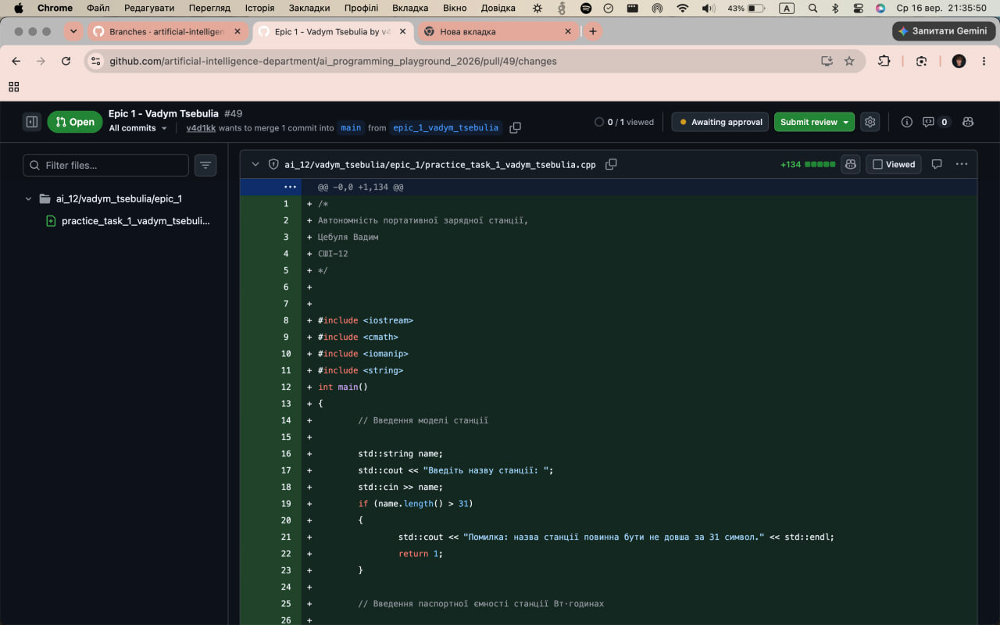 Chrome Файл Редагувати Перегляд Історія Закладки Профілі Вкладка Вікно Довідка 43% A Ср 16 вер. 21:35:50
Branches · artificial-intelligen
Epic 1 - Vadym Tsebulia by v4
Нова вкладка
Запитати Gemini
github.com/artificial-intelligence-department/ai_programming_playground_2026/pull/49/changes
Open
Epic 1 - Vadym Tsebulia #49
All commits v4d1kk wants to merge 1 commit into main from epic_1_vadym_tsebulia
0 / 1 viewed
Awaiting approval
Submit review
0
Filter files...
ai_12/vadym_tsebulia/epic_1
practice_task_1_vadym_tsebuli...
ai_12/vadym_tsebulia/epic_1/practice_task_1_vadym_tsebulia.cpp
+134
Viewed
@@ -0,0 +1,134 @@
1 + /*
2 + Автономність портативної зарядної станції,
3 + Цебуля Вадим
4 + СШІ-12
5 + */
6 +
7 +
8 + #include <iostream>
9 + #include <cmath>
10 + #include <iomanip>
11 + #include <string>
12 + int main()
13 + {
14 + // Введення моделі станції
15 +
16 + std::string name;
17 + std::cout << "Введіть назву станції: ";
18 + std::cin >> name;
19 + if (name.length() > 31)
20 + {
21 + std::cout << "Помилка: назва станції повинна бути не довша за 31 символ." << std::endl;
22 + return 1;
23 + }
24 +
25 + // Введення паспортної ємності станції Вт·годинах
26 +